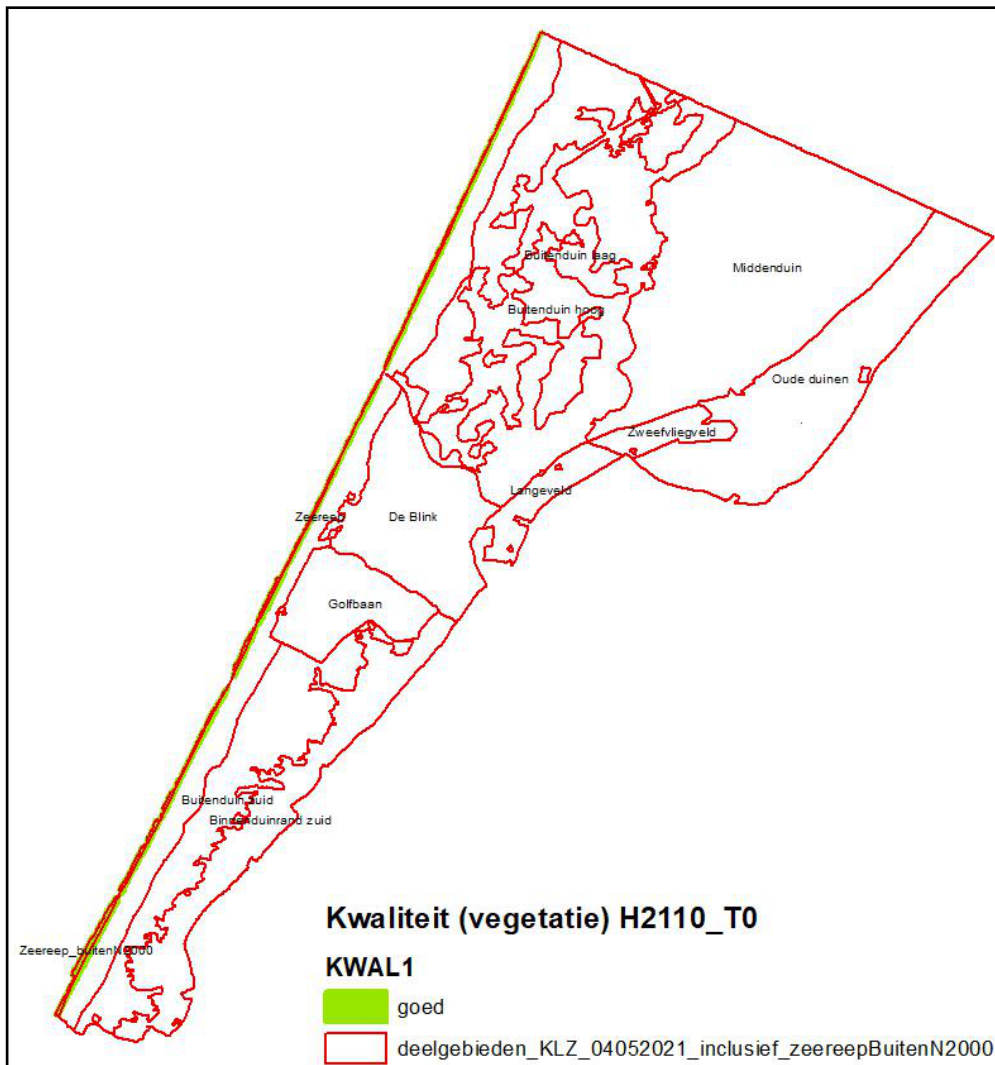 Buitenduin laag
Middenduin
Buitenduin hoog
Oude duinen
Zweefvliegveld
Langeveld
Zeereep
De Blink
Golfbaan
Buitenduin zuid
Binnenduinrand zuid
Zeereep_buitenN2000
Kwaliteit (vegetatie) H2110_T0
KWAL1
goed
deelgebieden_KLZ_04052021_inclusief_zeereepBuitenN2000